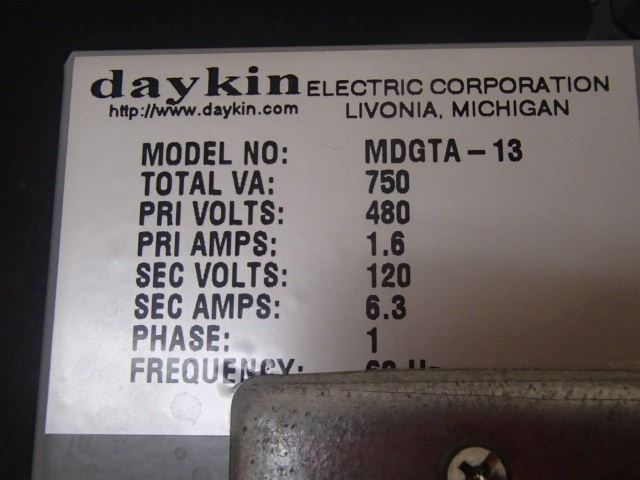 daykin ELECTRIC CORPORATION
http://www.daykin.com LIVONIA, MICHIGAN
MODEL NO: MDGTA-13
TOTAL VA: 750
PRI VOLTS: 480
PRI AMPS: 1.6
SEC VOLTS: 120
SEC AMPS: 6.3
PHASE: 1
FREQUENCY: